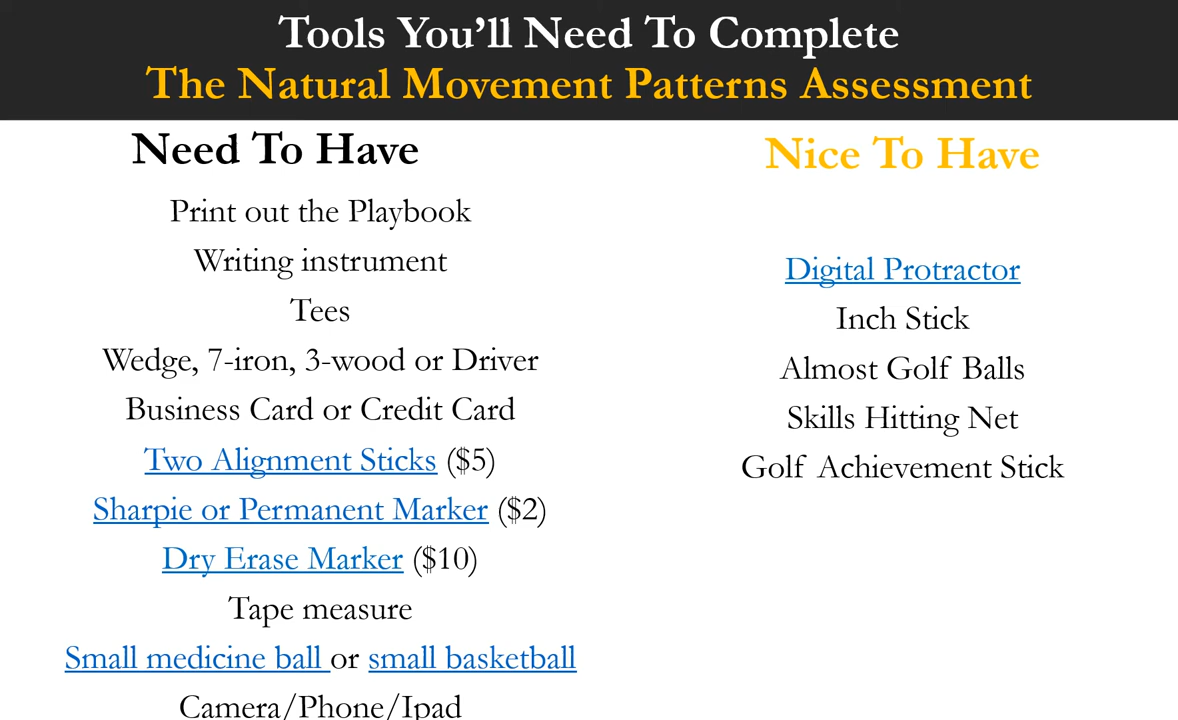 Tools You’ll Need To Complete
The Natural Movement Patterns Assessment
Need To Have
Print out the Playbook
Writing instrument
Tees
Wedge, 7-iron, 3-wood or Driver
Business Card or Credit Card
Two Alignment Sticks ($5)
Sharpie or Permanent Marker ($2)
Dry Erase Marker ($10)
Tape measure
Small medicine ball or small basketball
Camera/Phone/Ipad
Nice To Have
Digital Protractor
Inch Stick
Almost Golf Balls
Skills Hitting Net
Golf Achievement Stick